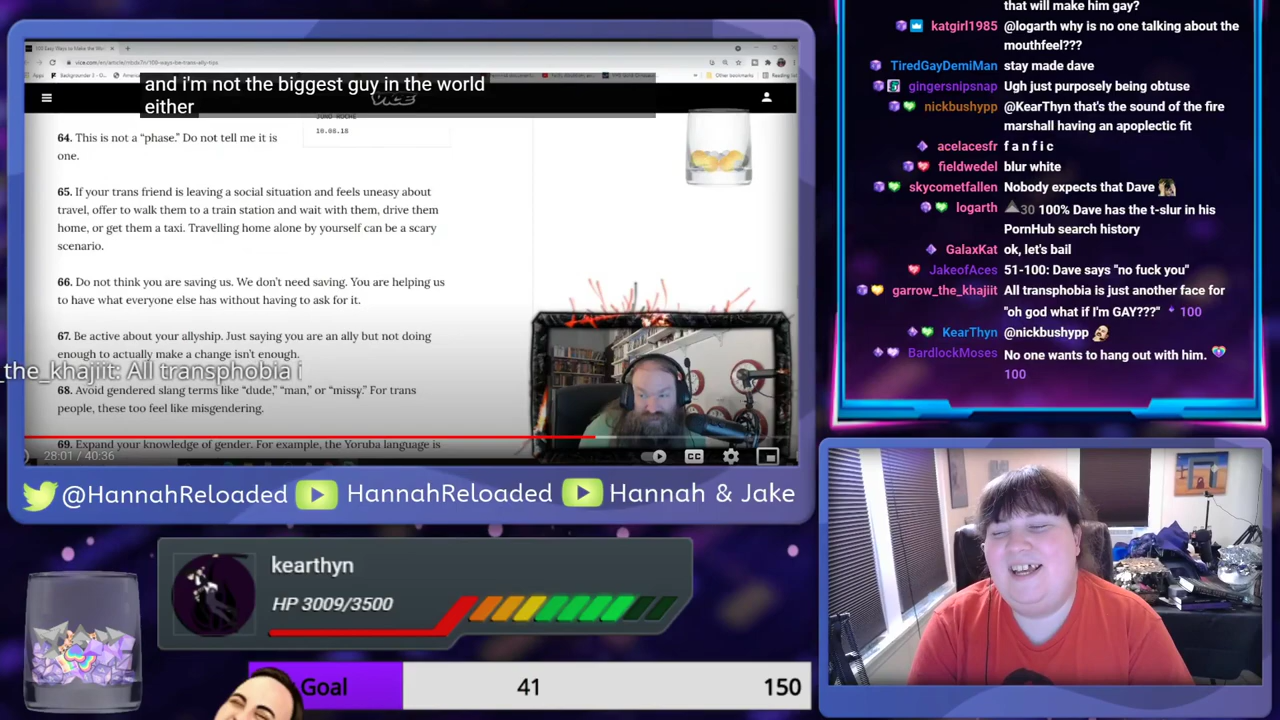 and i'm not the biggest guy in the world
either
VICE
10.08.18
64. This is not a “phase.” Do not tell me it is
one.
65. If your trans friend is leaving a social situation and feels uneasy about
travel, offer to walk them to a train station and wait with them, drive them
home, or get them a taxi. Travelling home alone by yourself can be a scary
scenario.
66. Do not think you are saving us. We don’t need saving. You are helping us
to have what everyone else has without having to ask for it.
67. Be active about your allyship. Just saying you are an ally but not doing
enough to actually make a change isn’t enough.
_the_khajiit: All transphobia i
68. Avoid gendered slang terms like “dude,” “man,” or “missy.” For trans
people, these too feel like misgendering.
69. Expand your knowledge of gender. For example, the Yoruba language is
28:01 / 40:36
CC
@HannahReloaded HannahReloaded Hannah & Jake
kearthyn
HP 3009/3500
Goal 41 150
that will make him gay?
katgirl1985 @logarth why is no one talking about the
mouthfeel???
TiredGayDemiMan stay made dave
gingersnipsnap Ugh just purposely being obtuse
nickbushypp @KearThyn that's the sound of the fire
marshall having an apoplectic fit
acelacesfr f a n f i c
fieldwedel blur white
skycometfallen Nobody expects that Dave
logarth 30 100% Dave has the t-slur in his
PornHub search history
GalaxKat ok, let's bail
JakeofAces 51-100: Dave says "no fuck you"
garrow_the_khajiit All transphobia is just another face for
"oh god what if I'm GAY???" 100
KearThyn @nickbushypp
BardlockMoses No one wants to hang out with him.
100